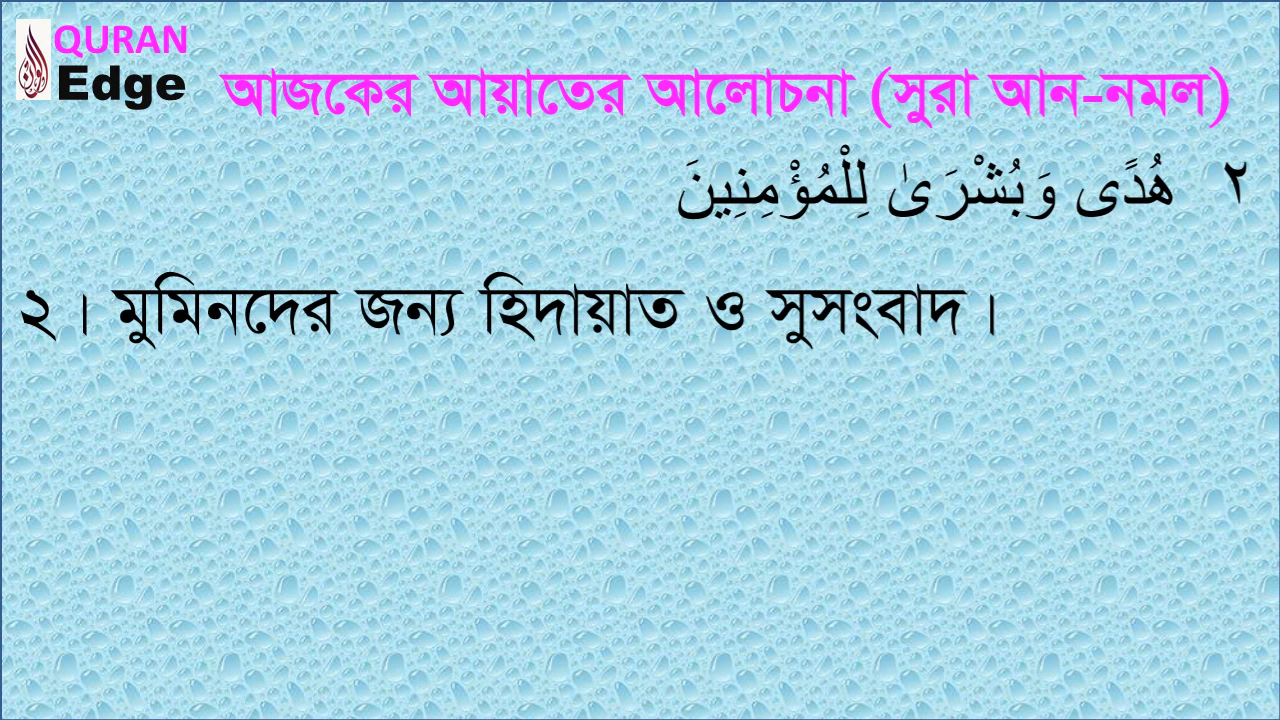 QURAN
Edge
আজকের আয়াতের আলোচনা (সুরা আন-নমল)
٢ هُدًى وَبُشْرَىٰ لِلْمُؤْمِنِينَ
২। মুমিনদের জন্য হিদায়াত ও সুসংবাদ।